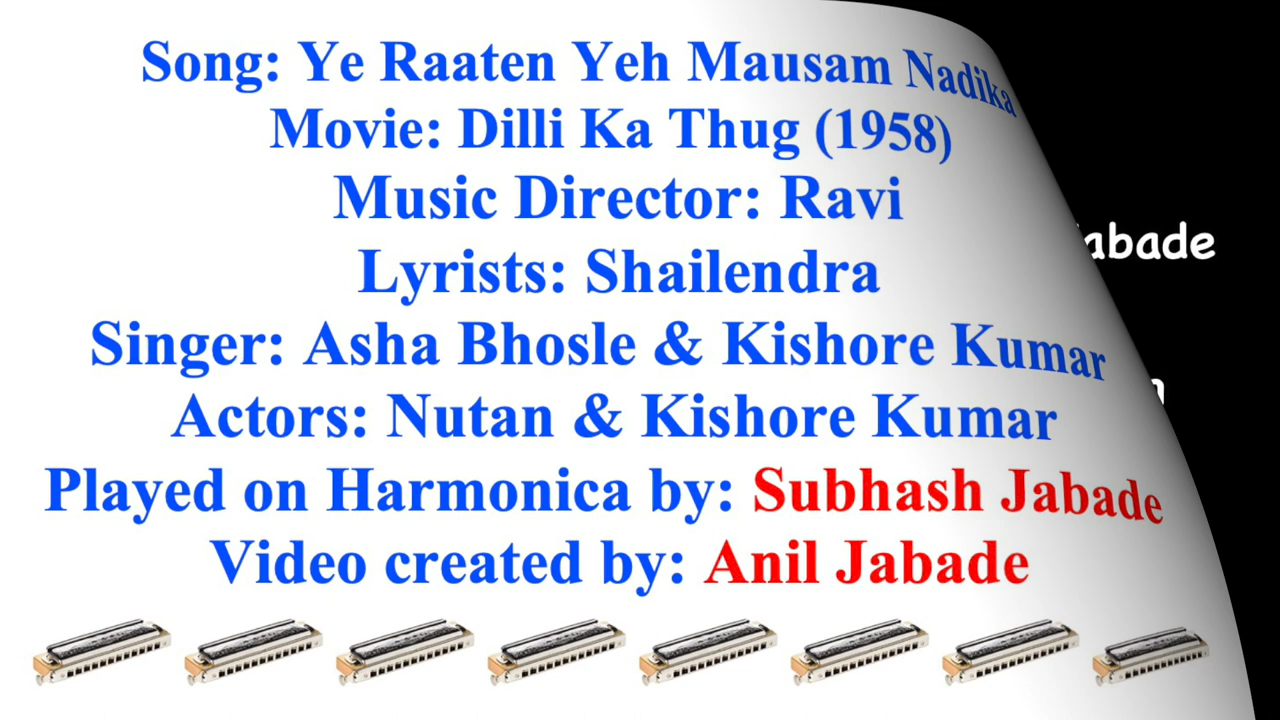 Song: Ye Raaten Yeh Mausam Nadika
Movie: Dilli Ka Thug (1958)
Music Director: Ravi
abade
Lyrists: Shailendra
Singer: Asha Bhosle & Kishore Kumar
Actors: Nutan & Kishore Kumar
Played on Harmonica by: Subhash Jabade
Video created by: Anil Jabade